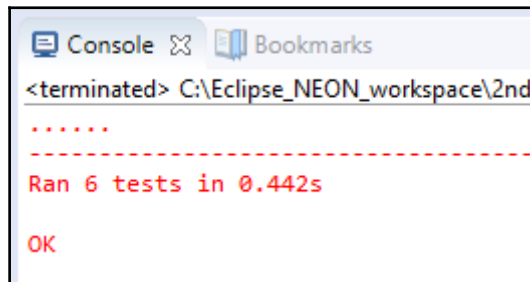 Console Bookmarks
<terminated> C:\Eclipse_NEON_workspace\2nd
......
--------------------------------------
Ran 6 tests in 0.442s
OK